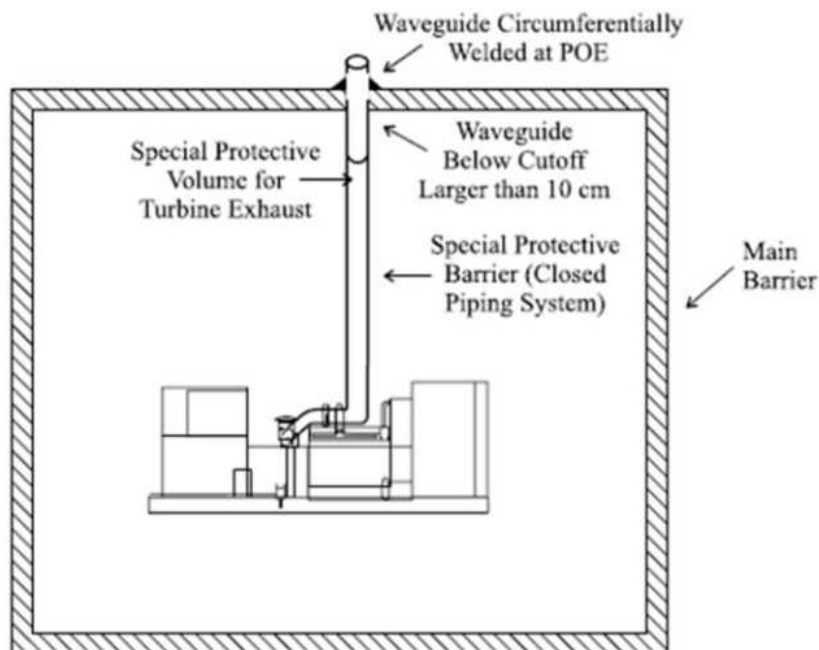 Waveguide Circumferentially
Welded at POE
Special Protective
Volume for
Turbine Exhaust
Waveguide
Below Cutoff
Larger than 10 cm
Special Protective
Barrier (Closed
Piping System)
Main
Barrier